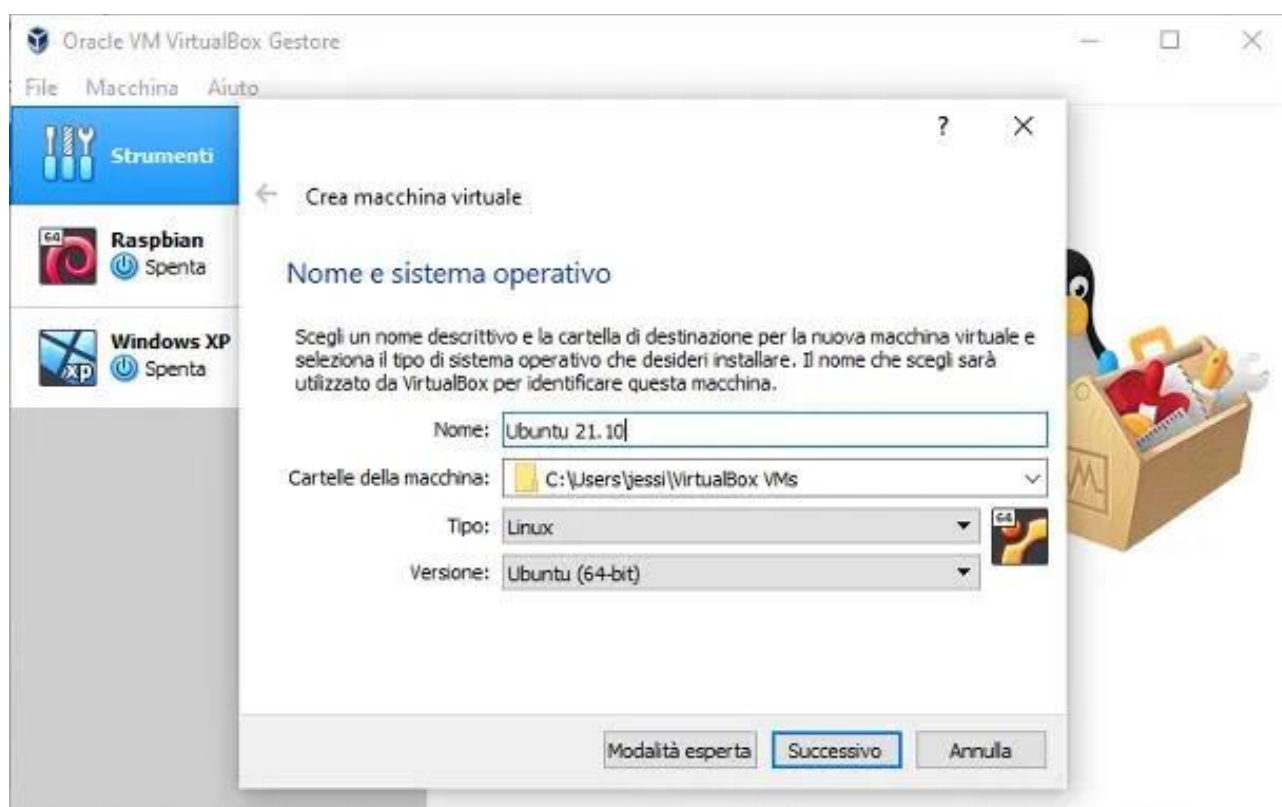 Oracle VM VirtualBox Gestore
File Macchina Aiuto
Strumenti
64
Raspbian
Spenta
XP
Windows XP
Spenta
? 
Crea macchina virtuale
Nome e sistema operativo
Scegli un nome descrittivo e la cartella di destinazione per la nuova macchina virtuale e
seleziona il tipo di sistema operativo che desideri installare. Il nome che scegli sarà
utilizzato da VirtualBox per identificare questa macchina.
Nome: Ubuntu 21.10
Cartelle della macchina: C:\Users\jessi\VirtualBox VMs
Tipo: Linux
64
Versione: Ubuntu (64-bit)
Modalità esperta Successivo Annulla